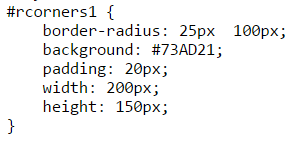 #rcorners1 {
    border-radius: 25px  100px;
    background: #73AD21;
    padding: 20px;
    width: 200px;
    height: 150px;
}